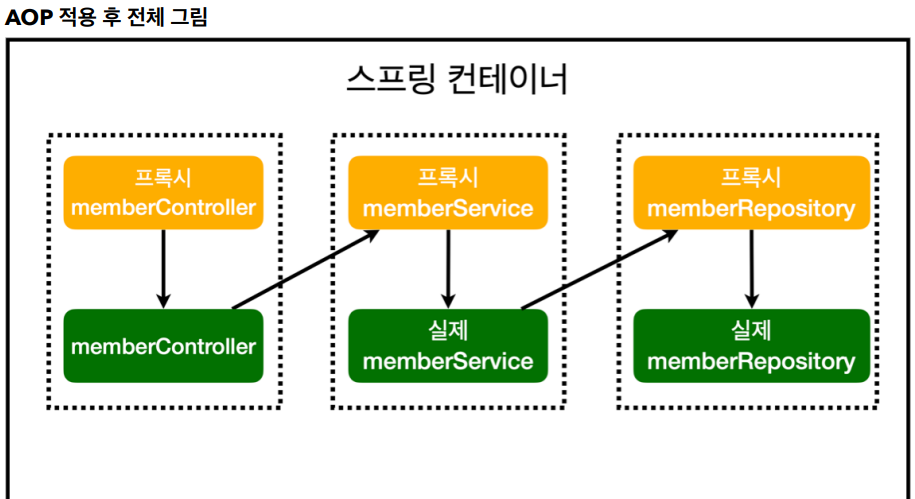 AOP 적용 후 전체 그림
스프링 컨테이너
프록시
memberController
프록시
memberService
프록시
memberRepository
memberController
실제
memberService
실제
memberRepository